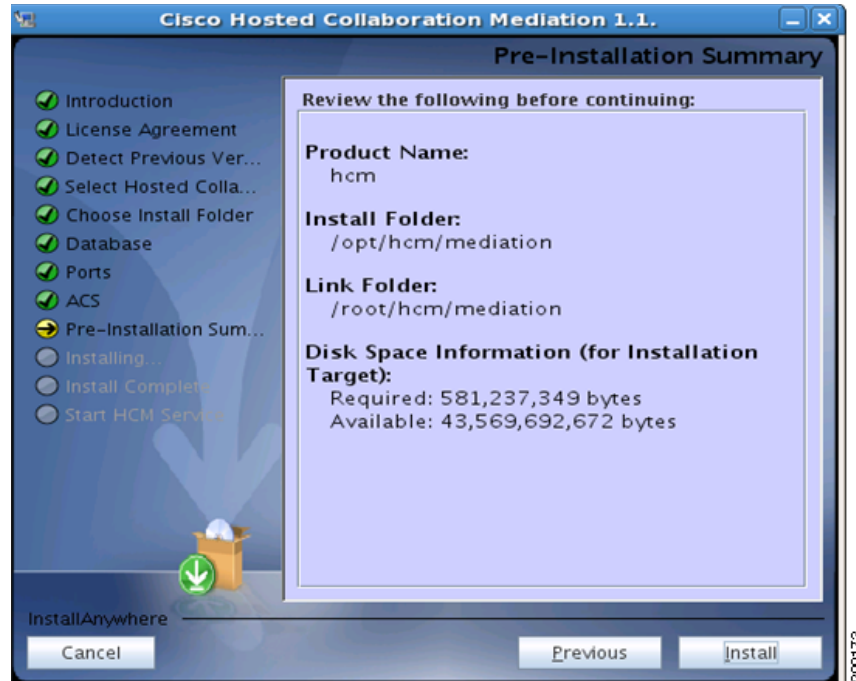 Cisco Hosted Collaboration Mediation 1.1.
Pre-Installation Summary
Introduction
License Agreement
Detect Previous Ver...
Select Hosted Colla...
Choose Install Folder
Database
Ports
ACS
Pre-Installation Sum...
Installing...
Install Complete
Start HCM Servi
Review the following before continuing:
Product Name:
hcm
Install Folder:
/opt/hcm/mediation
Link Folder:
/root/hcm/mediation
Disk Space Information (for Installation
Target):
Required: 581,237,349 bytes
Available: 43,569,692,672 bytes
InstallAnywhere
Cancel
Previous
Install